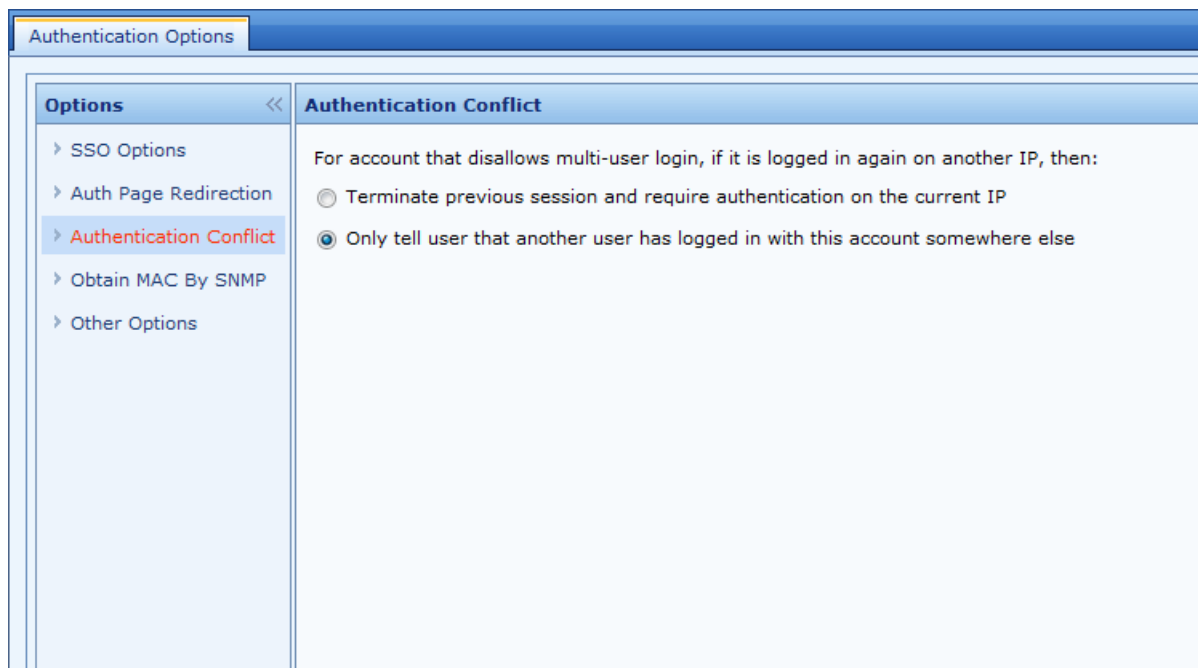 Authentication Options
Options
SSO Options
Auth Page Redirection
Authentication Conflict
Obtain MAC By SNMP
Other Options
Authentication Conflict
For account that disallows multi-user login, if it is logged in again on another IP, then:
Terminate previous session and require authentication on the current IP
Only tell user that another user has logged in with this account somewhere else